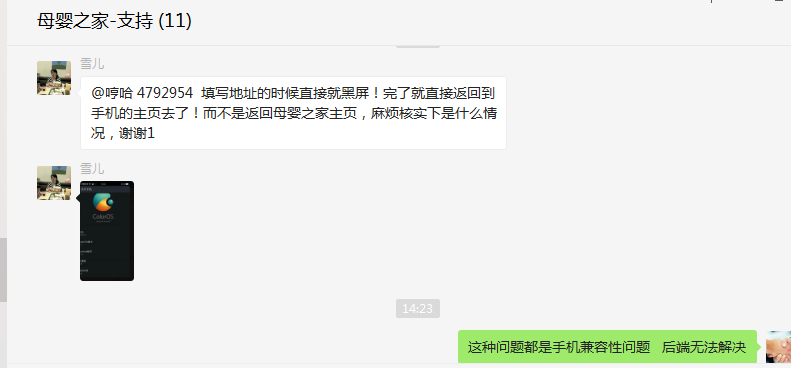 母婴之家-支持 (11)
雪儿
@哼哈 4792954 填写地址的时候直接就黑屏！完了就直接返回到
手机的主页去了！而不是返回母婴之家主页，麻烦核实下是什么情
况，谢谢1
雪儿
ColorOS
14:23
这种问题都是手机兼容性问题 后端无法解决